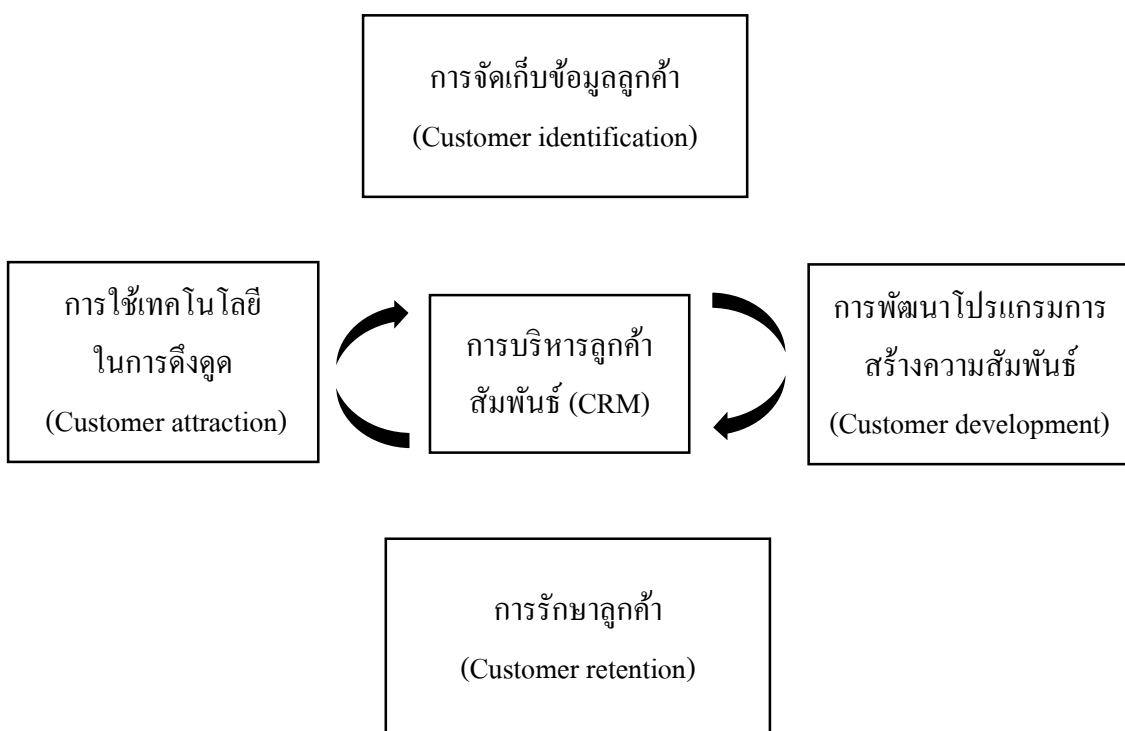 การจัดเก็บข้อมูลลูกค้า
(Customer identification)
การใช้เทคโนโลยี
ในการดึงดูด
(Customer attraction)
การบริหารลูกค้า
สัมพันธ์ (CRM)
การพัฒนาโปรแกรมการ
สร้างความสัมพันธ์
(Customer development)
การรักษาลูกค้า
(Customer retention)